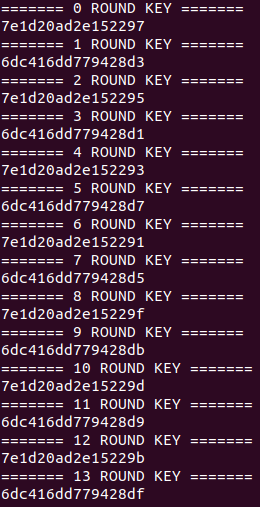 ======= 0 ROUND KEY =======
7e1d20ad2e152297
======= 1 ROUND KEY =======
6dc416dd779428d3
======= 2 ROUND KEY =======
7e1d20ad2e152295
======= 3 ROUND KEY =======
6dc416dd779428d1
======= 4 ROUND KEY =======
7e1d20ad2e152293
======= 5 ROUND KEY =======
6dc416dd779428d7
======= 6 ROUND KEY =======
7e1d20ad2e152291
======= 7 ROUND KEY =======
6dc416dd779428d5
======= 8 ROUND KEY =======
7e1d20ad2e15229f
======= 9 ROUND KEY =======
6dc416dd779428db
======= 10 ROUND KEY =======
7e1d20ad2e15229d
======= 11 ROUND KEY =======
6dc416dd779428d9
======= 12 ROUND KEY =======
7e1d20ad2e15229b
======= 13 ROUND KEY =======
6dc416dd779428df